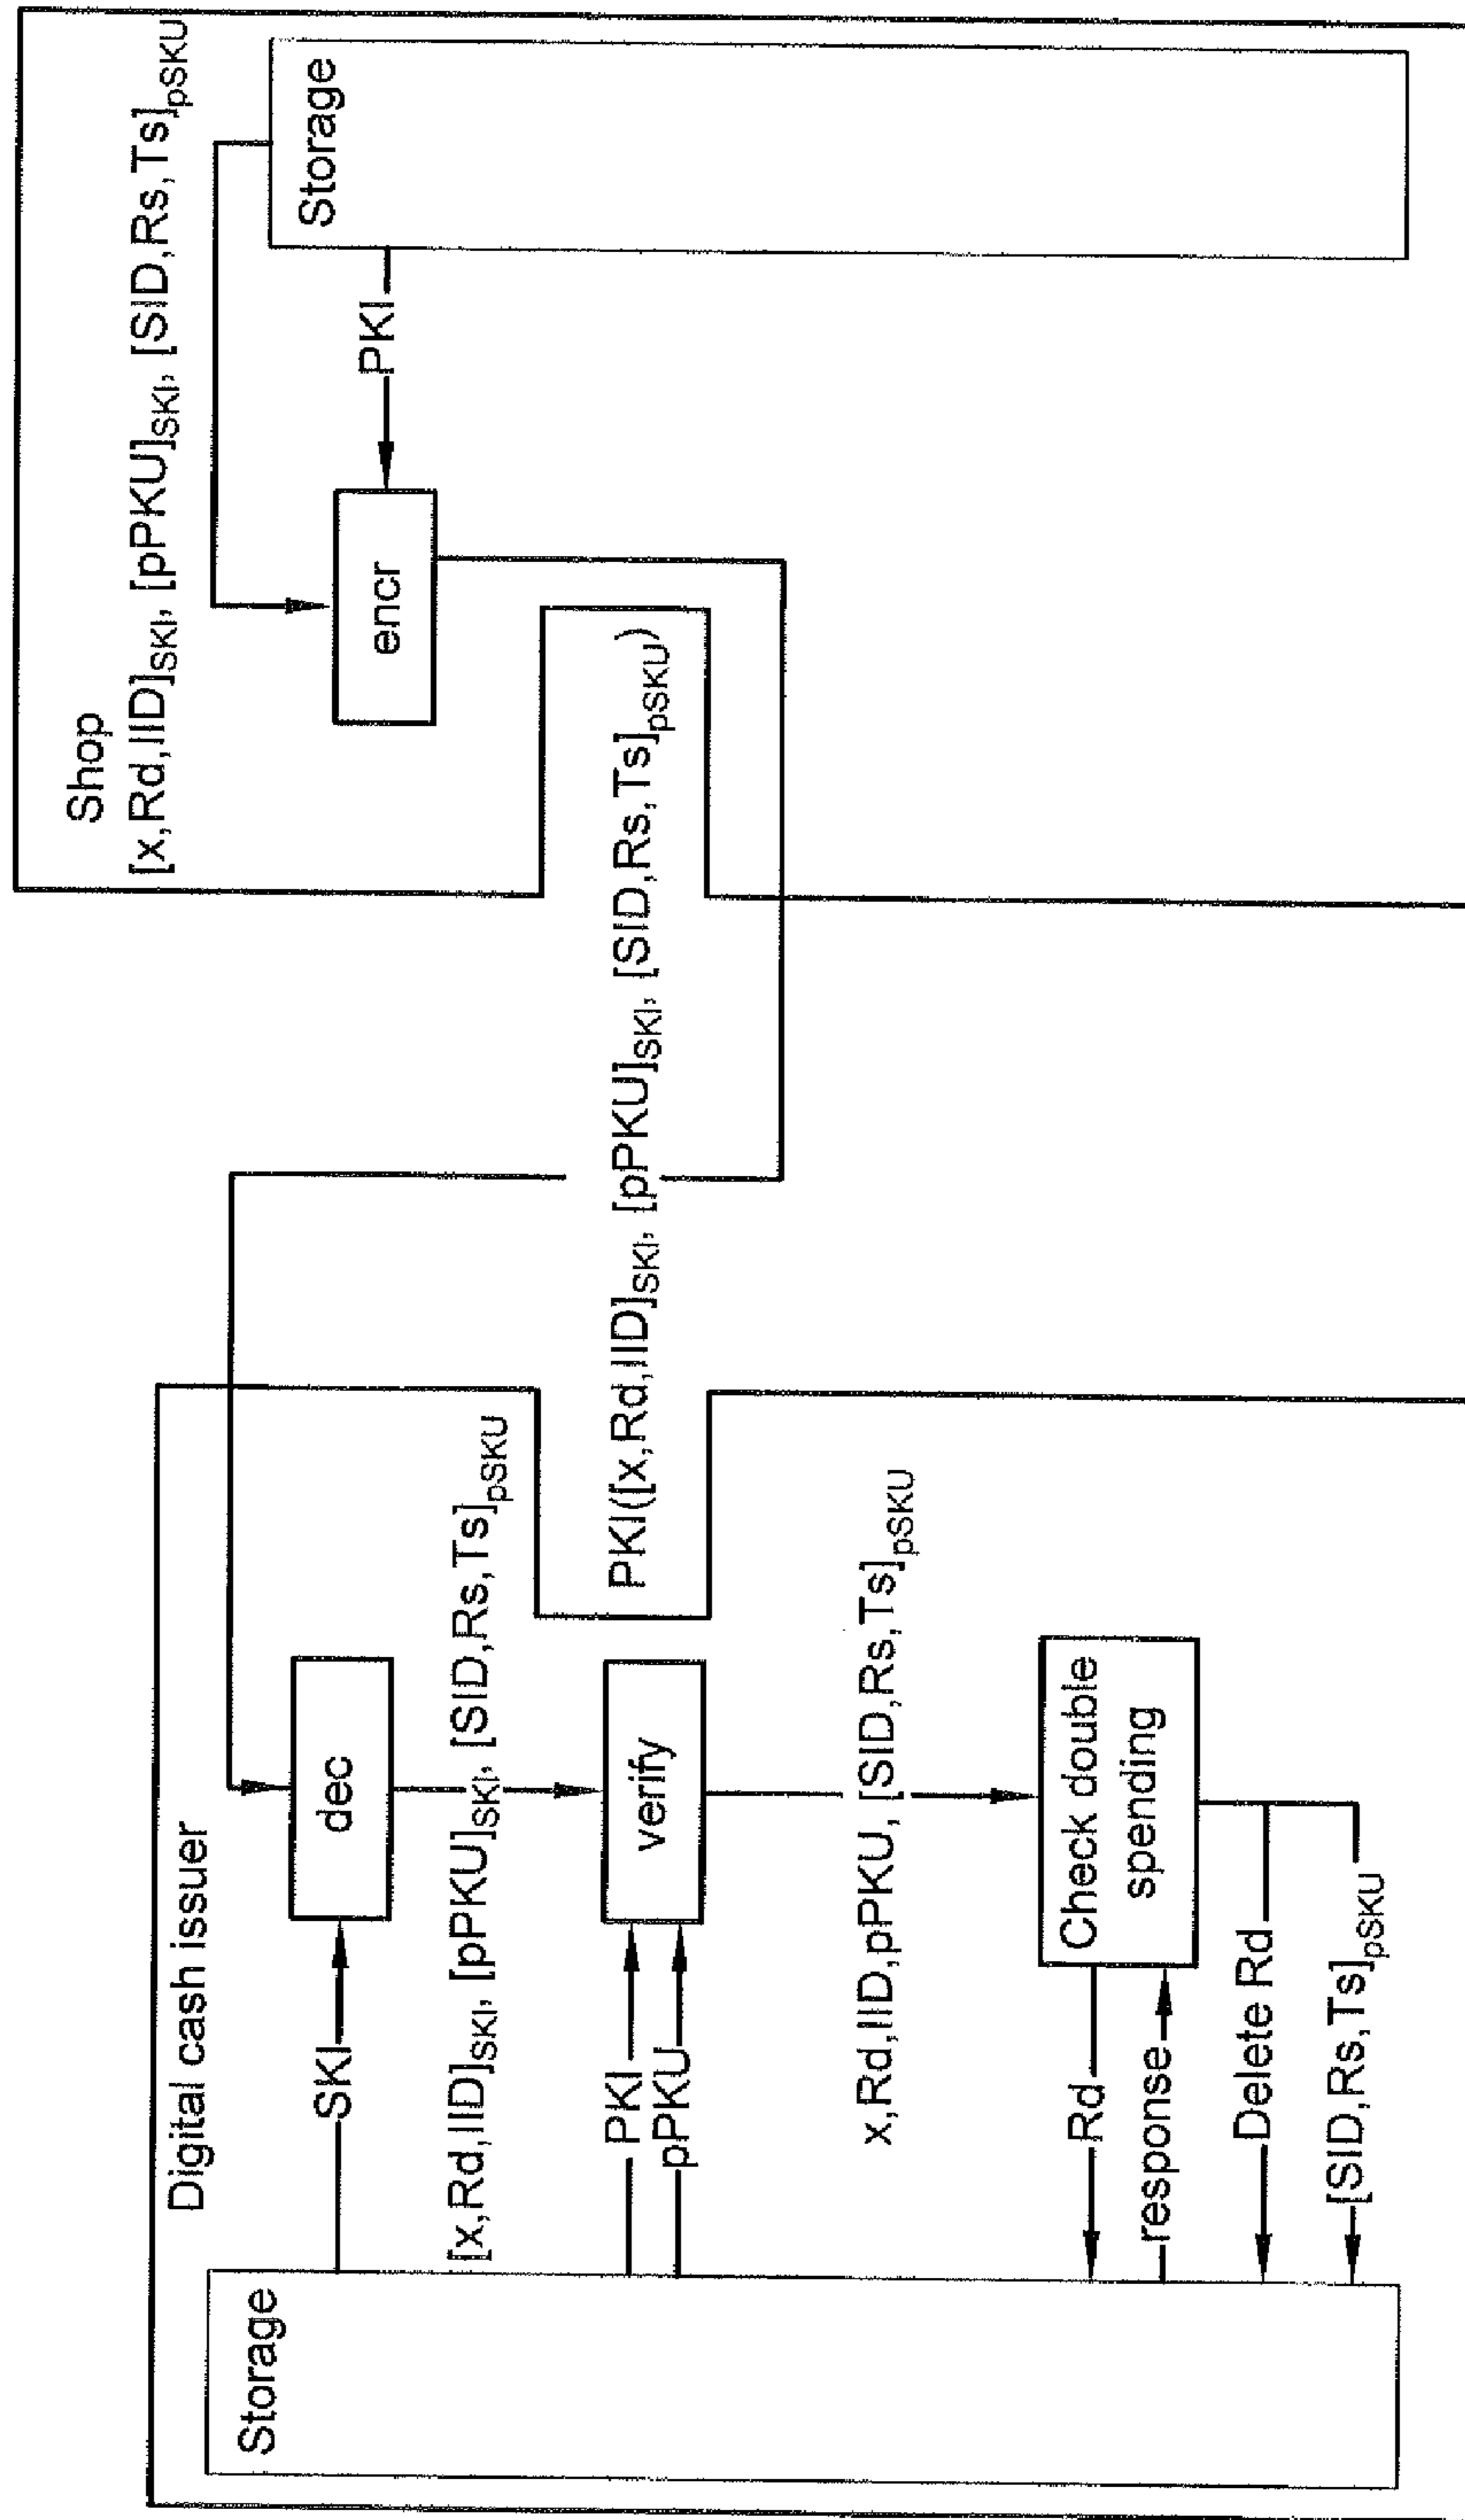 Digital cash issuer
Storage
SKI
dec
[x,Rd,IID]SKI, [pPKU]SKI, [SID,Rs,Ts]pSKU
PKI
pPKU
verify
x,Rd,IID,pPKU, [SID,Rs,Ts]pSKU
Rd
response
Check double
spending
Delete Rd
[SID,Rs,Ts]pSKU
PKI([x,Rd,IID]SKI, [pPKU]SKI, [SID,Rs,Ts]pSKU)
Shop
[x,Rd,IID]SKI, [pPKU]SKI, [SID,Rs,Ts]pSKU
encr
PKI
Storage